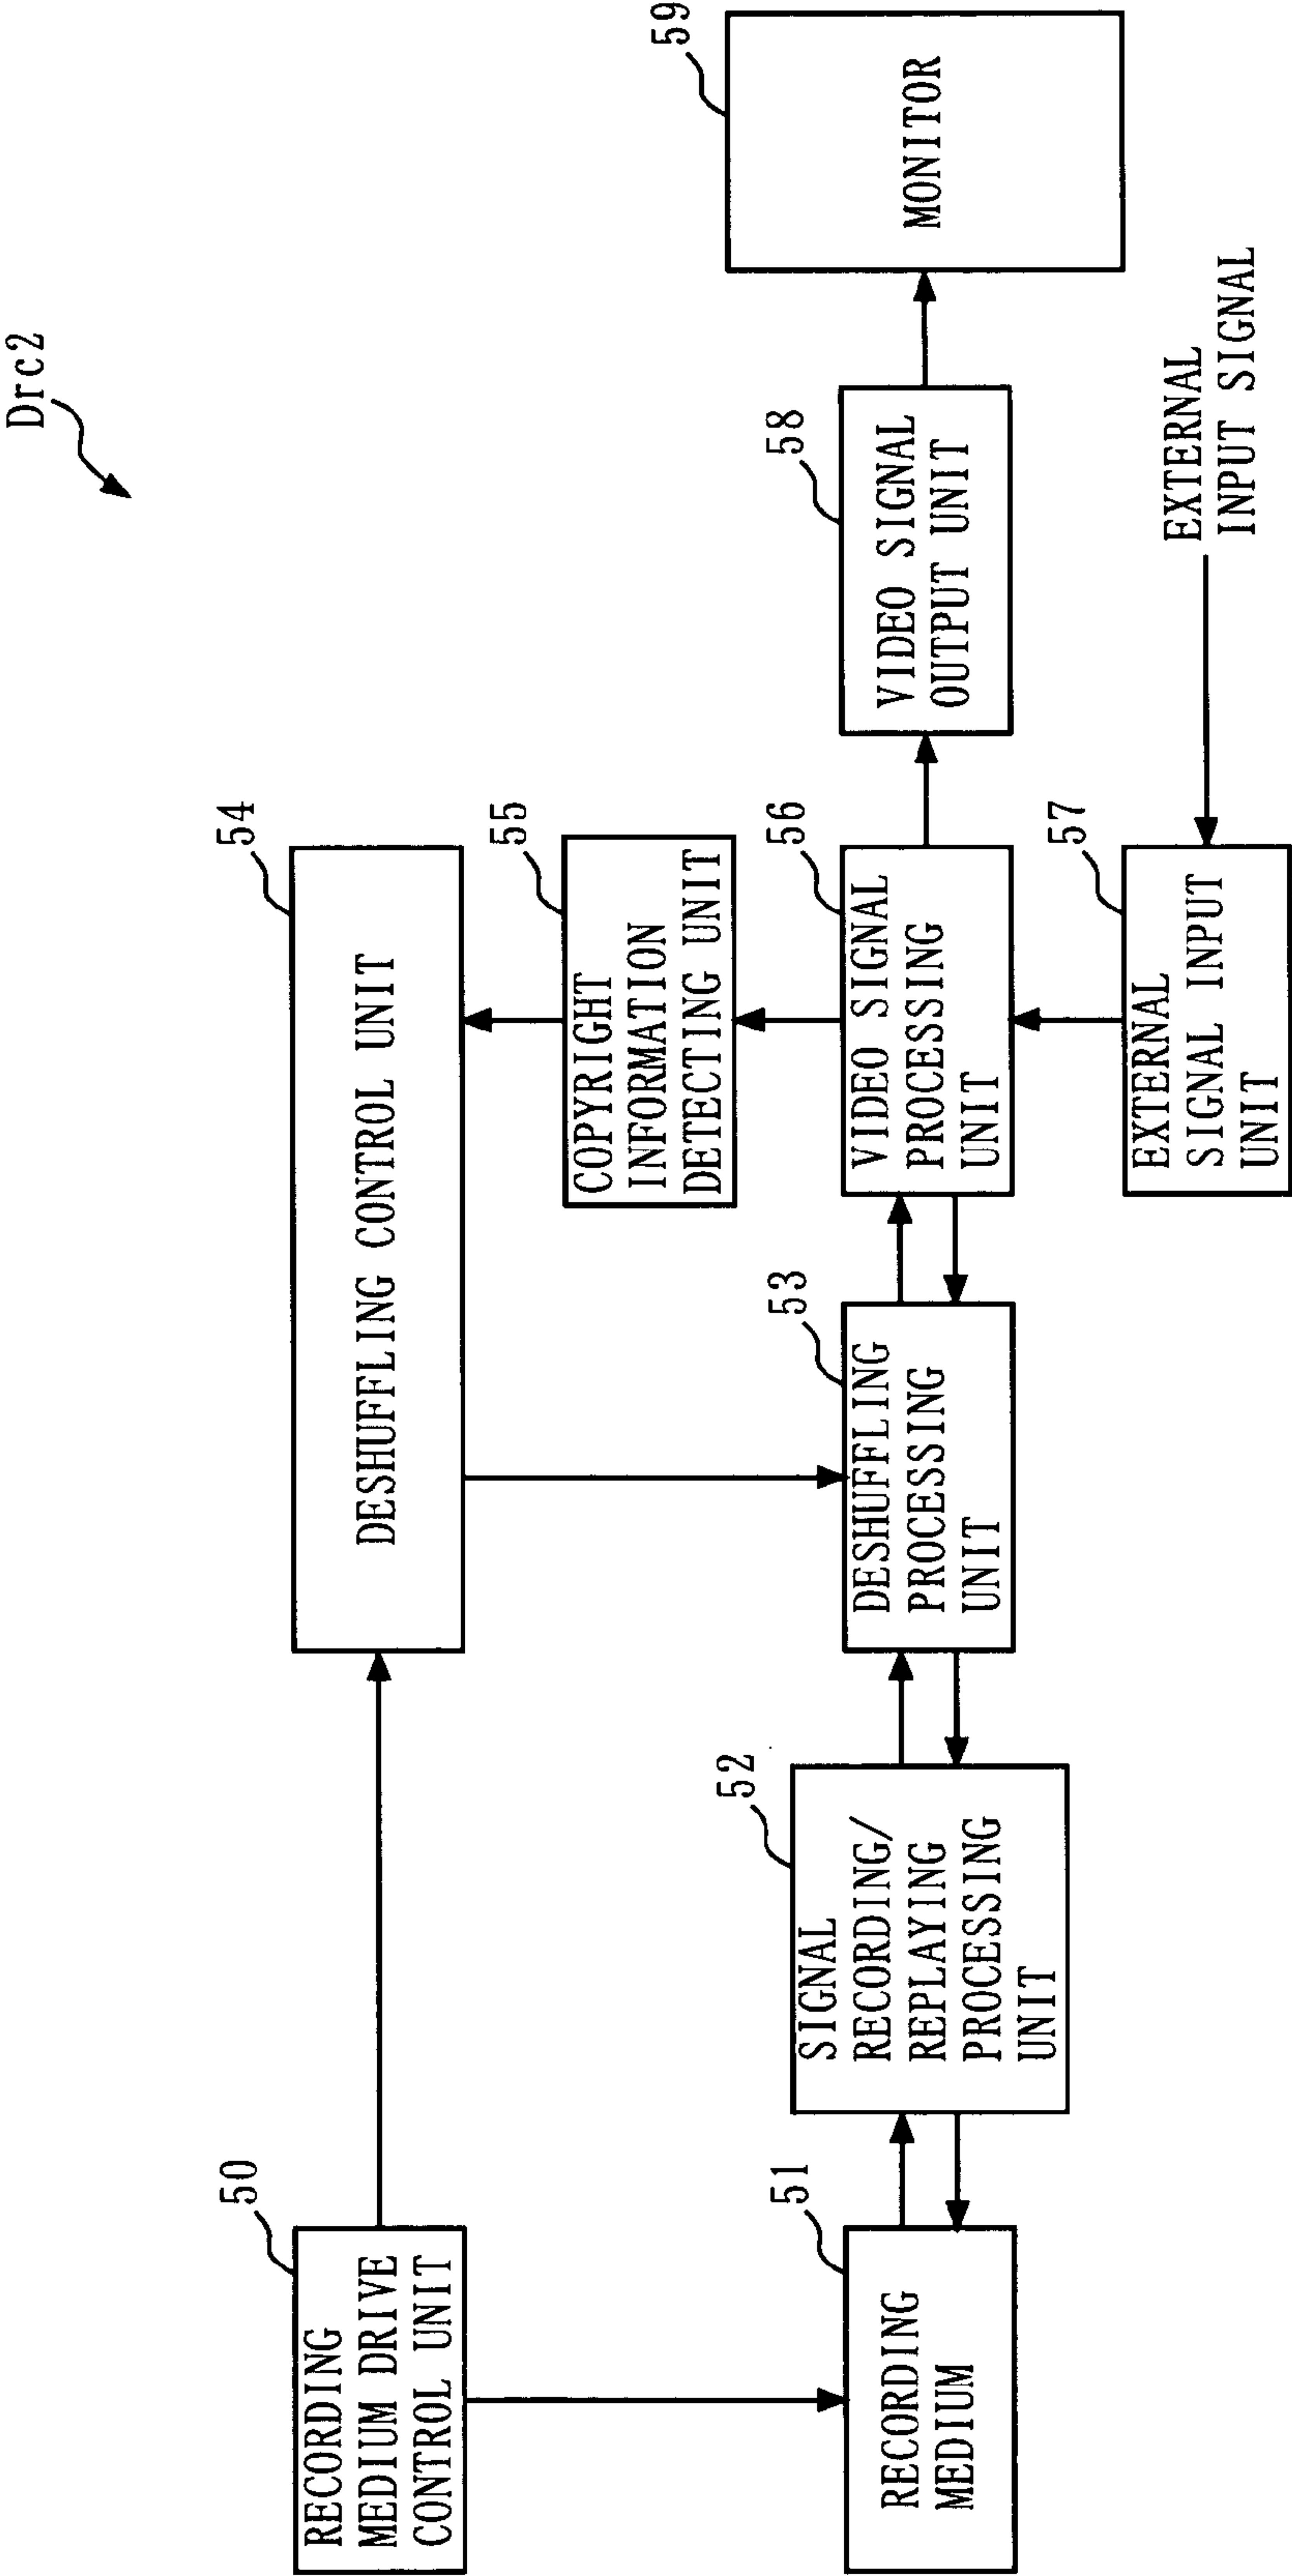 Drc2
50
RECORDING
MEDIUM DRIVE
CONTROL UNIT
54
DESHUFFLING CONTROL UNIT
55
COPYRIGHT
INFORMATION
DETECTING UNIT
51
RECORDING
MEDIUM
52
SIGNAL
RECORDING/
REPLAYING
PROCESSING
UNIT
53
DESHUFFLING
PROCESSING
UNIT
56
VIDEO SIGNAL
PROCESSING
UNIT
58
VIDEO SIGNAL
OUTPUT UNIT
59
MONITOR
57
EXTERNAL
SIGNAL INPUT
UNIT
EXTERNAL
INPUT SIGNAL